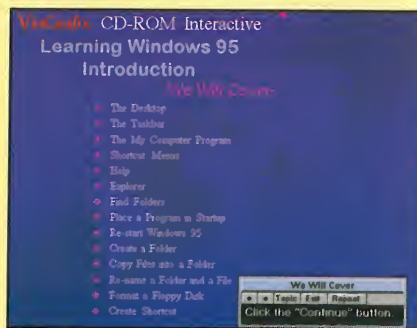 ViaGrafix CD-ROM Interactive
Learning Windows 95
Introduction
We Will Cover:
The Desktop
The Taskbar
The My Computer Program
Shortcut Menus
Help
Explorer
Find Folders
Place a Program in Startup
Re-start Windows 95
Create a Folder
Copy Files into a Folder
Re-name a Folder and a File
Format a Floppy Disk
Create Shortcut
We Will Cover
Topic Exit Repeat
Click the "Continue" button.